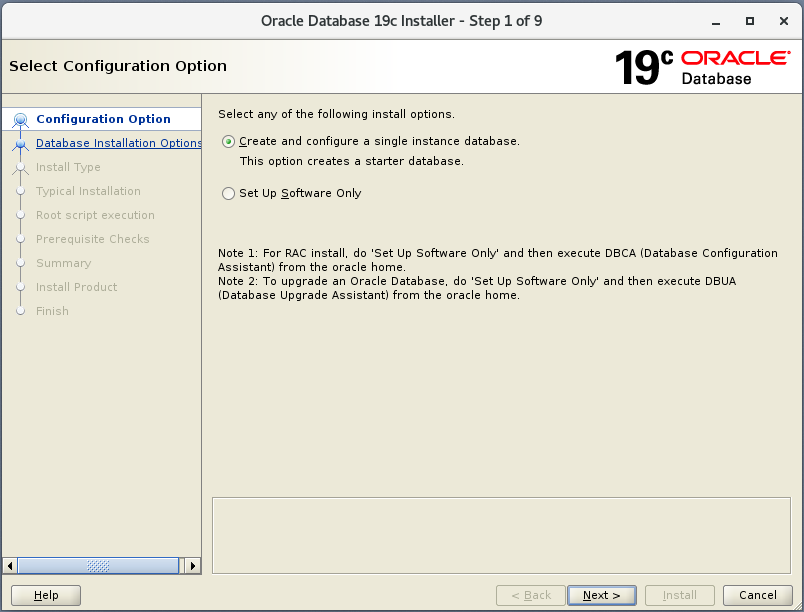 Oracle Database 19c Installer - Step 1 of 9
Select Configuration Option
19c ORACLE
Database
Configuration Option
Database Installation Options
Install Type
Typical Installation
Root script execution
Prerequisite Checks
Summary
Install Product
Finish
Select any of the following install options.
Create and configure a single instance database.
This option creates a starter database.
Set Up Software Only
Note 1: For RAC install, do 'Set Up Software Only' and then execute DBCA (Database Configuration
Assistant) from the oracle home.
Note 2: To upgrade an Oracle Database, do 'Set Up Software Only' and then execute DBUA
(Database Upgrade Assistant) from the oracle home.
Help
< Back
Next >
Install
Cancel